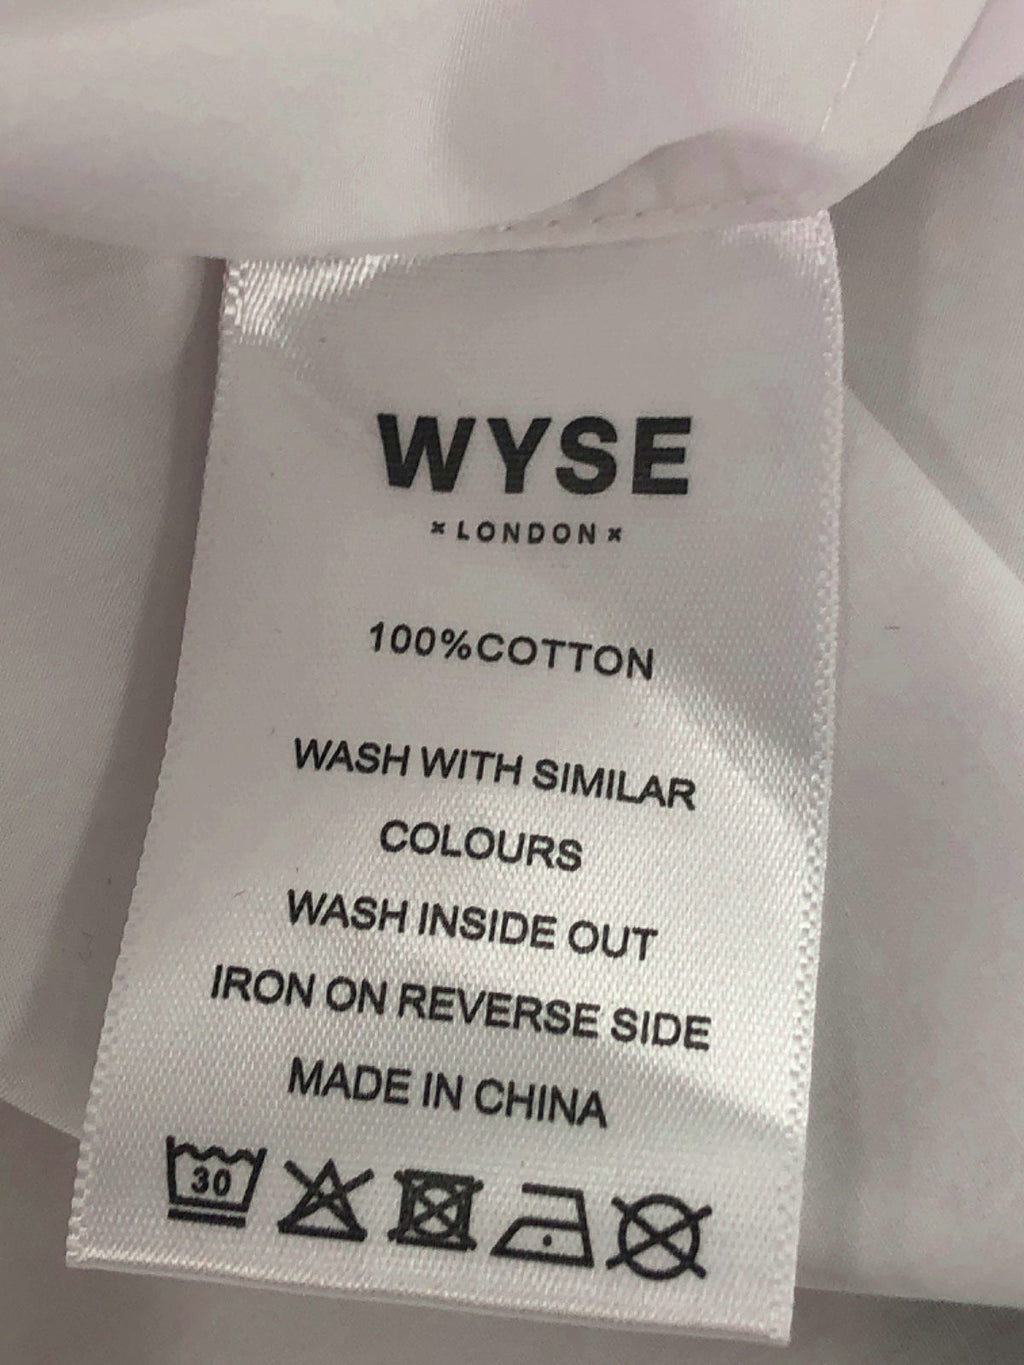 WYSE
×LONDON×
100%COTTON
WASH WITH SIMILAR
COLOURS
WASH INSIDE OUT
IRON ON REVERSE SIDE
MADE IN CHINA
30